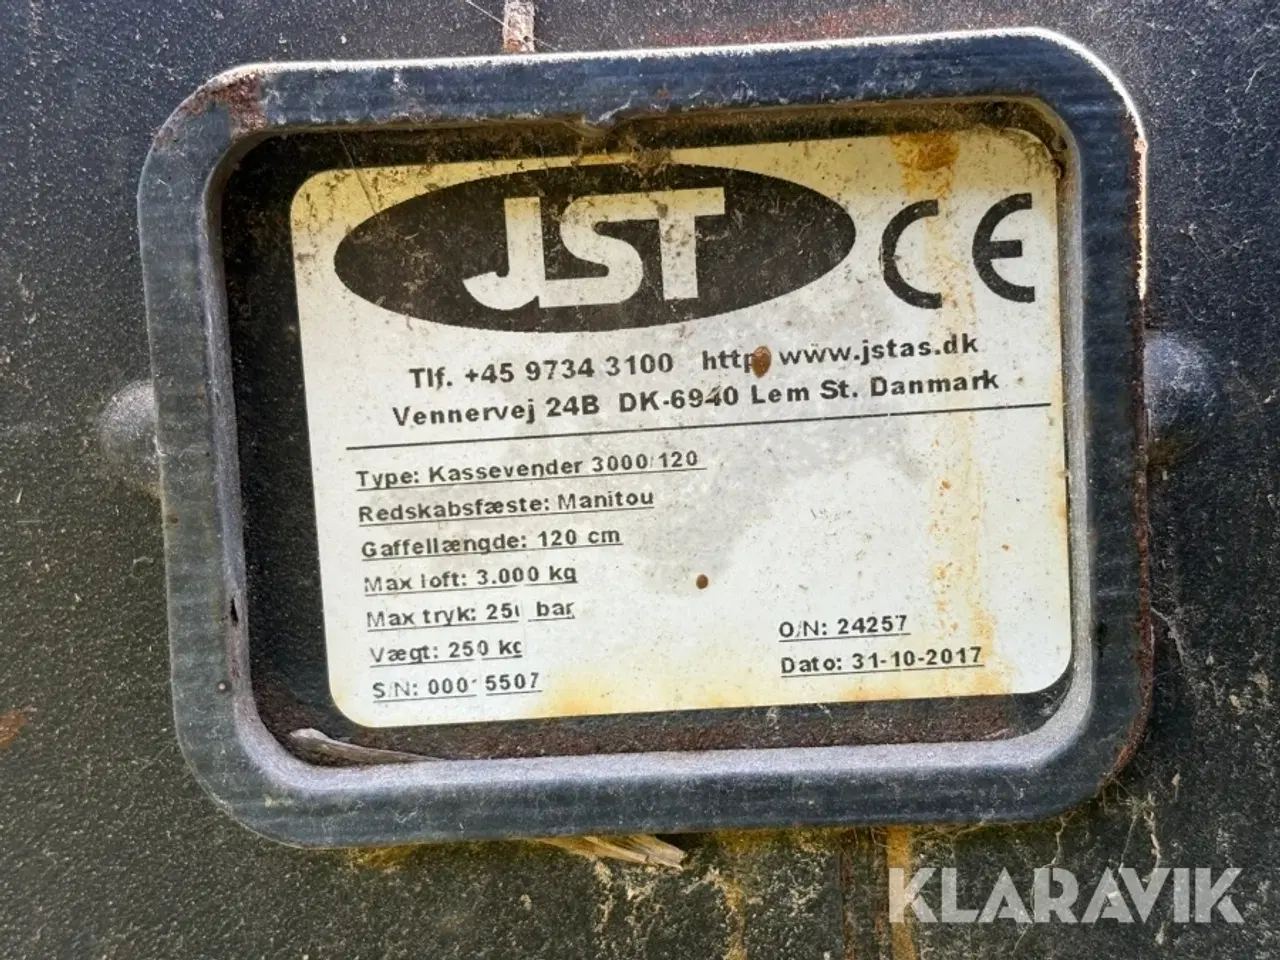 JST CE
Tlf. +45 9734 3100 http www.jstas.dk
Vennervej 24B DK-6940 Lem St. Danmark
Type: Kassevender 3000/120
Redskabsfæste: Manitou
Gaffellængde: 120 cm
Max loft: 3.000 kg
Max tryk: bar
Vægt: 250 kg
S/N:
O/N: 24257
Dato: 31-10-2017
KLARAVIK